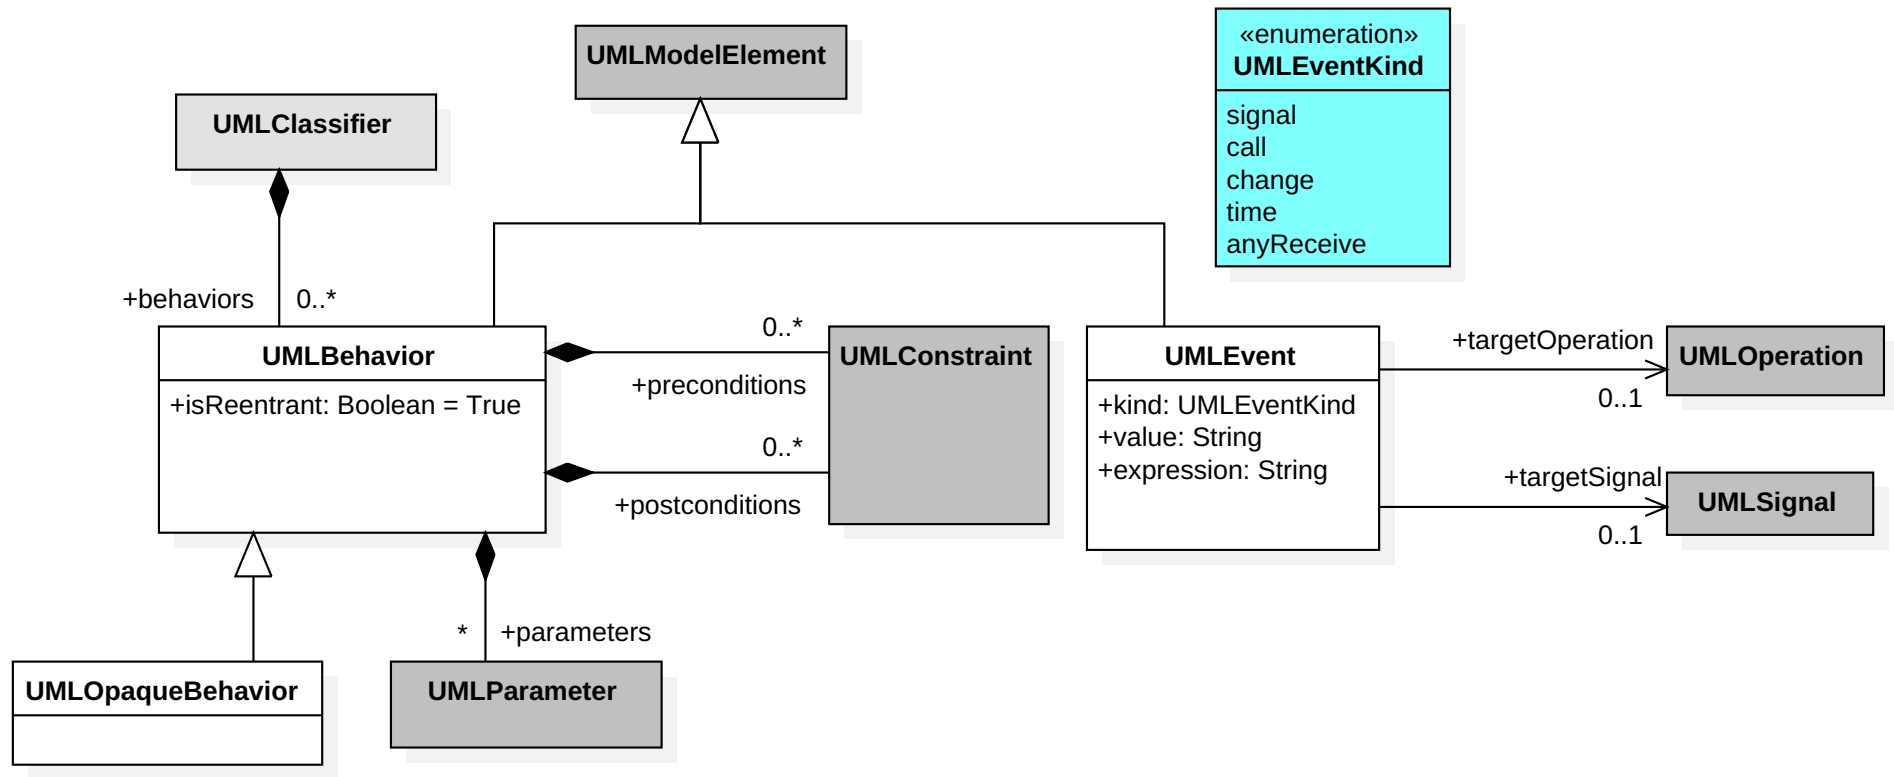 UMLModelElement
«enumeration»
UMLEventKind
signal
call
change
time
anyReceive
UMLClassifier
+behaviors
0..*
UMLBehavior
+isReentrant: Boolean = True
0..*
+preconditions
0..*
+postconditions
UMLConstraint
UMLEvent
+kind: UMLEventKind
+value: String
+expression: String
+targetOperation
0..1
UMLOperation
+targetSignal
0..1
UMLSignal
*
+parameters
UMLOpaqueBehavior
UMLParameter